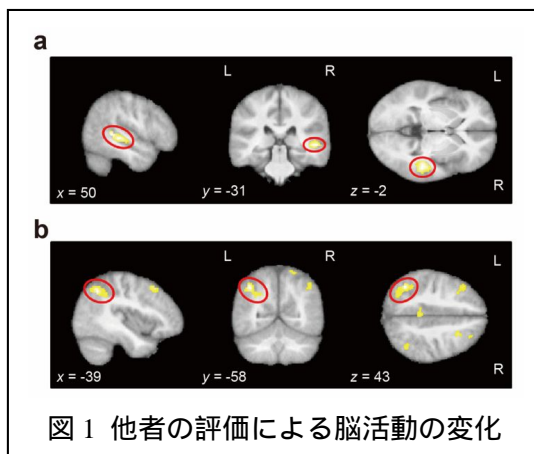 a
L R L
x = 50 y = -31 z = -2 R
b
L R L
x = -39 y = -58 z = 43 R
図 1 他者の評価による脳活動の変化